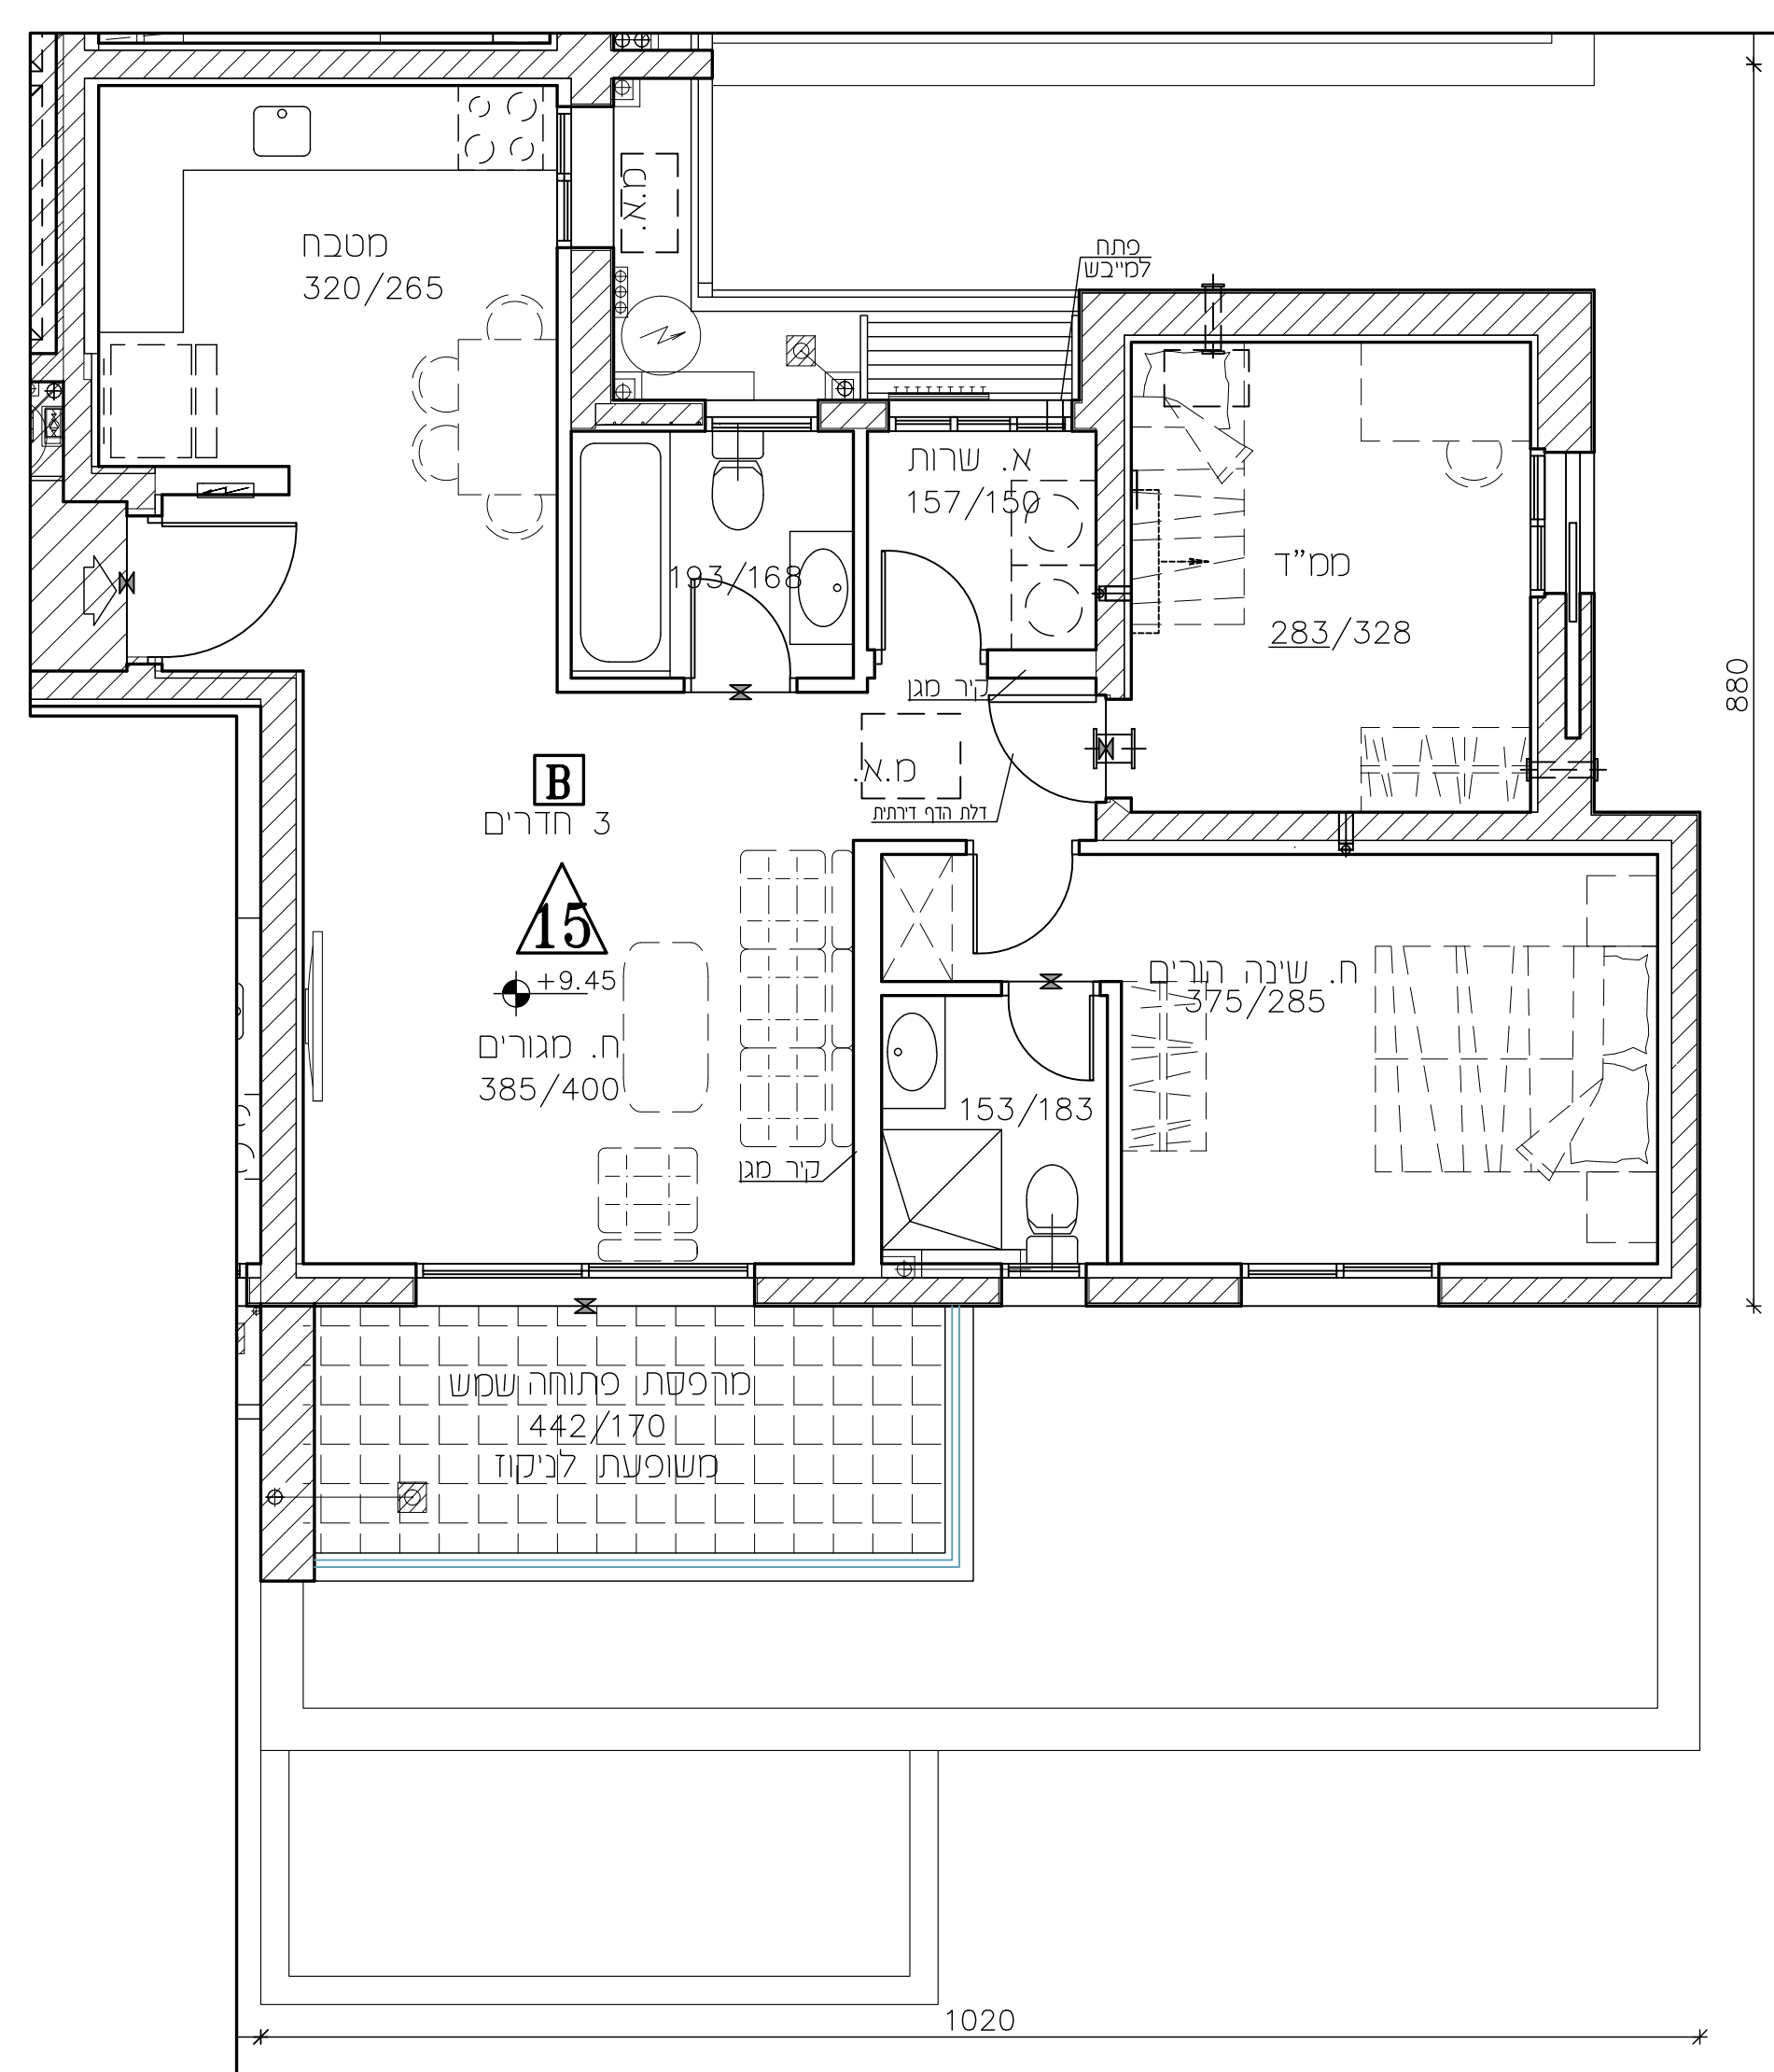 מטבח
320/265
מ.א.
פתח
למייבש
א. שרות
157/150
193/168
ממ"ד
283/328
880
קיר מגן
מ.א.
דלת הדף דירתית
B
3 חדרים
15
+9.45
ח. מגורים
385/400
ח. שינה הורים
375/285
153/183
קיר מגן
מרפסת פתוחה שמש
442/170
משופעת לניקוז
1020